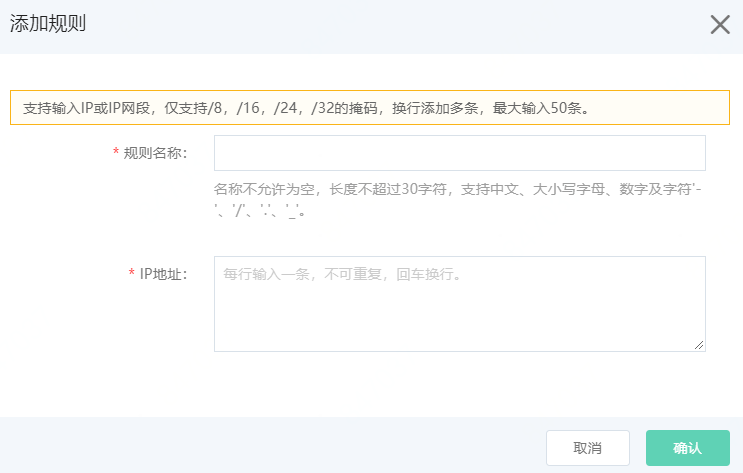 添加规则
支持输入IP或IP网段，仅支持/8，/16，/24，/32的掩码，换行添加多条，最大输入50条。
* 规则名称：
名称不允许为空，长度不超过30字符，支持中文、大小写字母、数字及字符'-
'、'/'、'.'、'_'。
* IP地址：
每行输入一条，不可重复，回车换行。
取消
确认